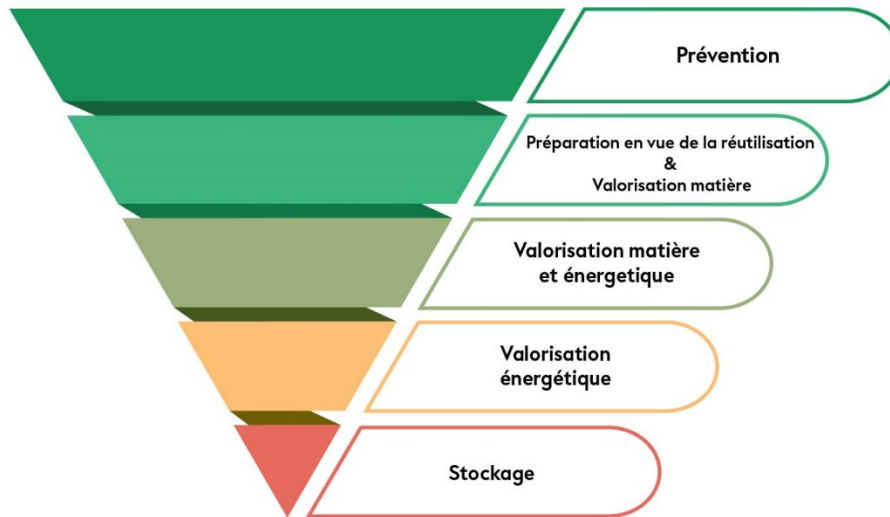 Prévention
Préparation en vue de la réutilisation
&
Valorisation matière
Valorisation matière
et énergetique
Valorisation
énergétique
Stockage